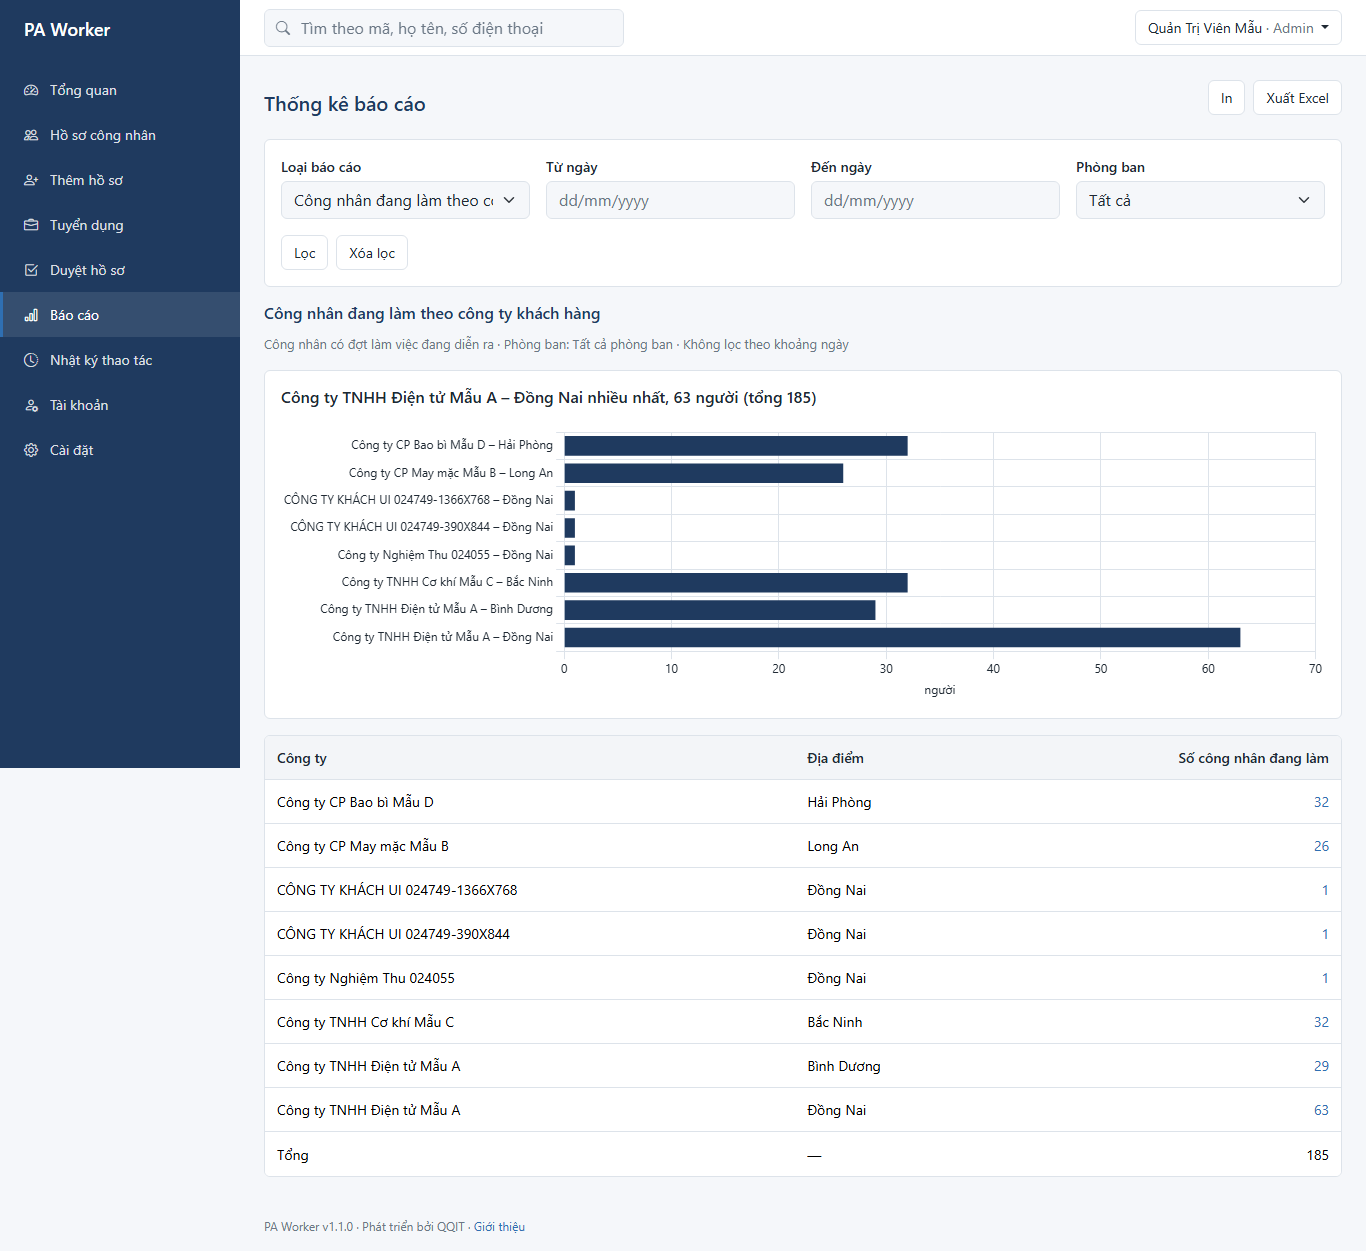 PA Worker
Tìm theo mã, họ tên, số điện thoại
Quản Trị Viên Mẫu · Admin
Tổng quan
Hồ sơ công nhân
Thêm hồ sơ
Tuyển dụng
Duyệt hồ sơ
Báo cáo
Nhật ký thao tác
Tài khoản
Cài đặt
Thống kê báo cáo
In
Xuất Excel
Loại báo cáo
Từ ngày
Đến ngày
Phòng ban
Công nhân đang làm theo
dd/mm/yyyy
dd/mm/yyyy
Tất cả
Lọc
Xóa lọc
Công nhân đang làm theo công ty khách hàng
Công nhân có đợt làm việc đang diễn ra · Phòng ban: Tất cả phòng ban · Không lọc theo khoảng ngày
Công ty TNHH Điện tử Mẫu A – Đồng Nai nhiều nhất, 63 người (tổng 185)
Công ty CP Bao bì Mẫu D – Hải Phòng
Công ty CP May mặc Mẫu B – Long An
CÔNG TY KHÁCH UI 024749-1366X768 – Đồng Nai
CÔNG TY KHÁCH UI 024749-390X844 – Đồng Nai
Công ty Nghiệm Thu 024055 – Đồng Nai
Công ty TNHH Cơ khí Mẫu C – Bắc Ninh
Công ty TNHH Điện tử Mẫu A – Bình Dương
Công ty TNHH Điện tử Mẫu A – Đồng Nai
0 10 20 30 40 50 60 70
người
Công ty Địa điểm Số công nhân đang làm
Công ty CP Bao bì Mẫu D Hải Phòng 32
Công ty CP May mặc Mẫu B Long An 26
CÔNG TY KHÁCH UI 024749-1366X768 Đồng Nai 1
CÔNG TY KHÁCH UI 024749-390X844 Đồng Nai 1
Công ty Nghiệm Thu 024055 Đồng Nai 1
Công ty TNHH Cơ khí Mẫu C Bắc Ninh 32
Công ty TNHH Điện tử Mẫu A Bình Dương 29
Công ty TNHH Điện tử Mẫu A Đồng Nai 63
Tổng — 185
PA Worker v1.1.0 · Phát triển bởi QQIT · Giới thiệu